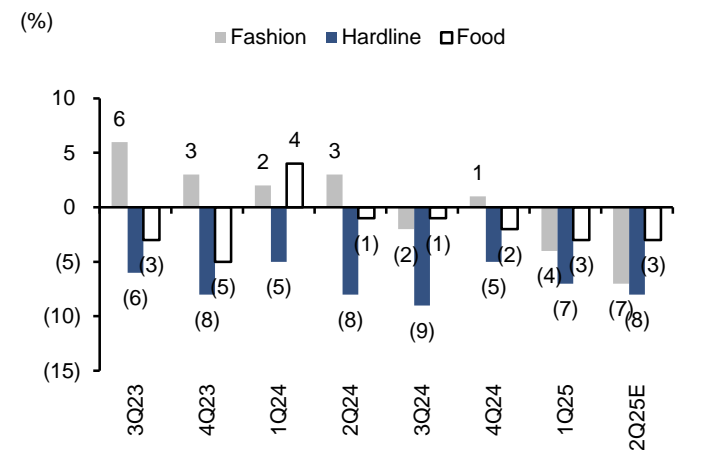 (%)
Fashion Hardline Food
10
5
0
(5)
(10)
(15)
6 (6) (3)
3 (8) (5)
2 (5) 4
3 (8) (1)
(2) (9) (1)
1 (5) (2)
(4) (7) (3)
(7) (8) (3)
3Q23
4Q23
1Q24
2Q24
3Q24
4Q24
1Q25
2Q25E